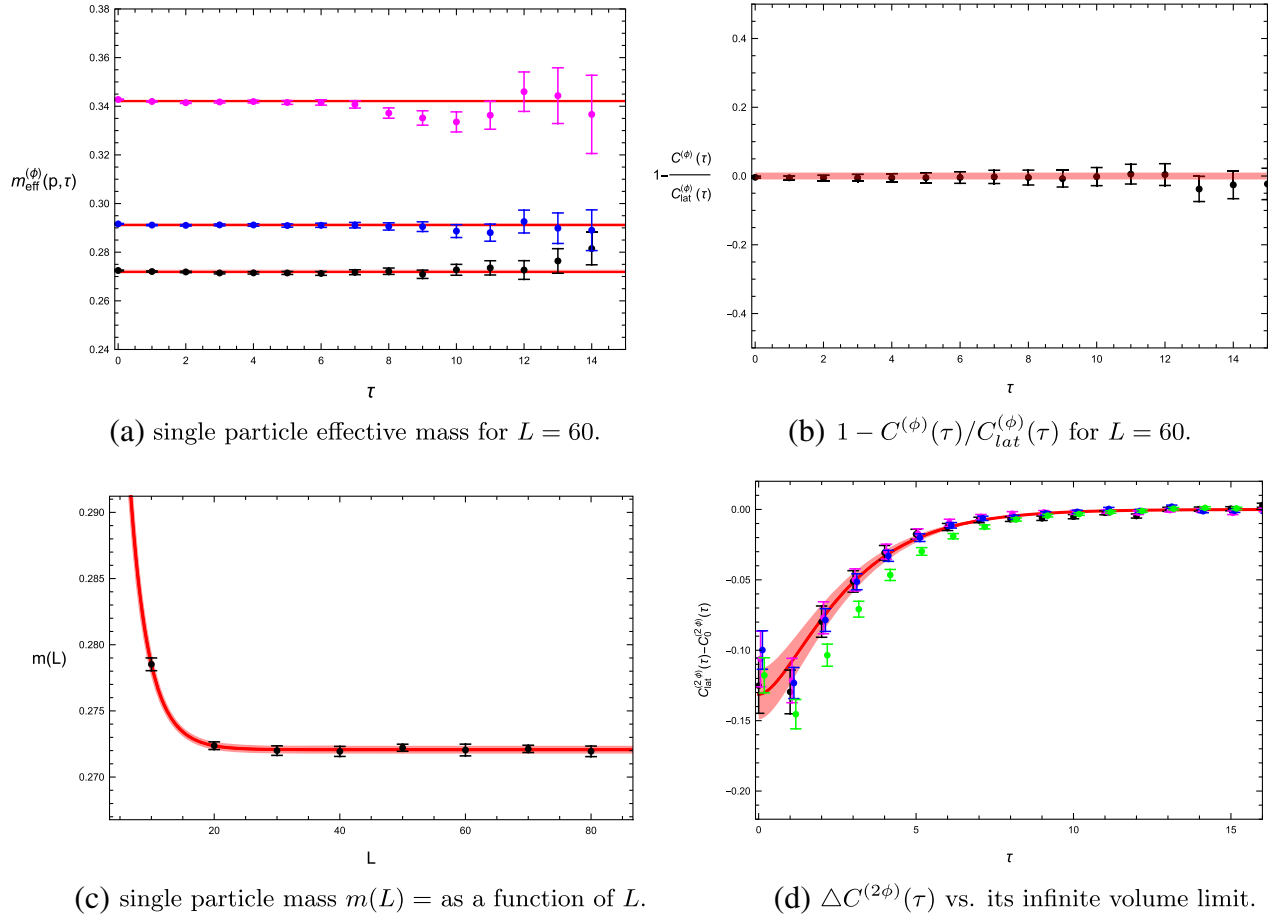 0.36
0.34
0.32
0.30
0.28
0.26
0.24
m_eff^(ϕ)(p,τ)
0 2 4 6 8 10 12 14
τ
(a) single particle effective mass for L = 60.
0.4
0.2
0.0
−0.2
−0.4
1− C^(ϕ)(τ) / C_lat^(ϕ)(τ)
0 2 4 6 8 10 12 14
τ
(b) 1 − C^(ϕ)(τ)/C_lat^(ϕ)(τ) for L = 60.
0.290
0.285
0.280
0.275
0.270
m(L)
20 40 60 80
L
(c) single particle mass m(L) = as a function of L.
0.00
−0.05
−0.10
−0.15
−0.20
C_lat^(2ϕ)(τ)−C_0^(2ϕ)(τ)
0 5 10 15
τ
(d) △C^(2ϕ)(τ) vs. its infinite volume limit.